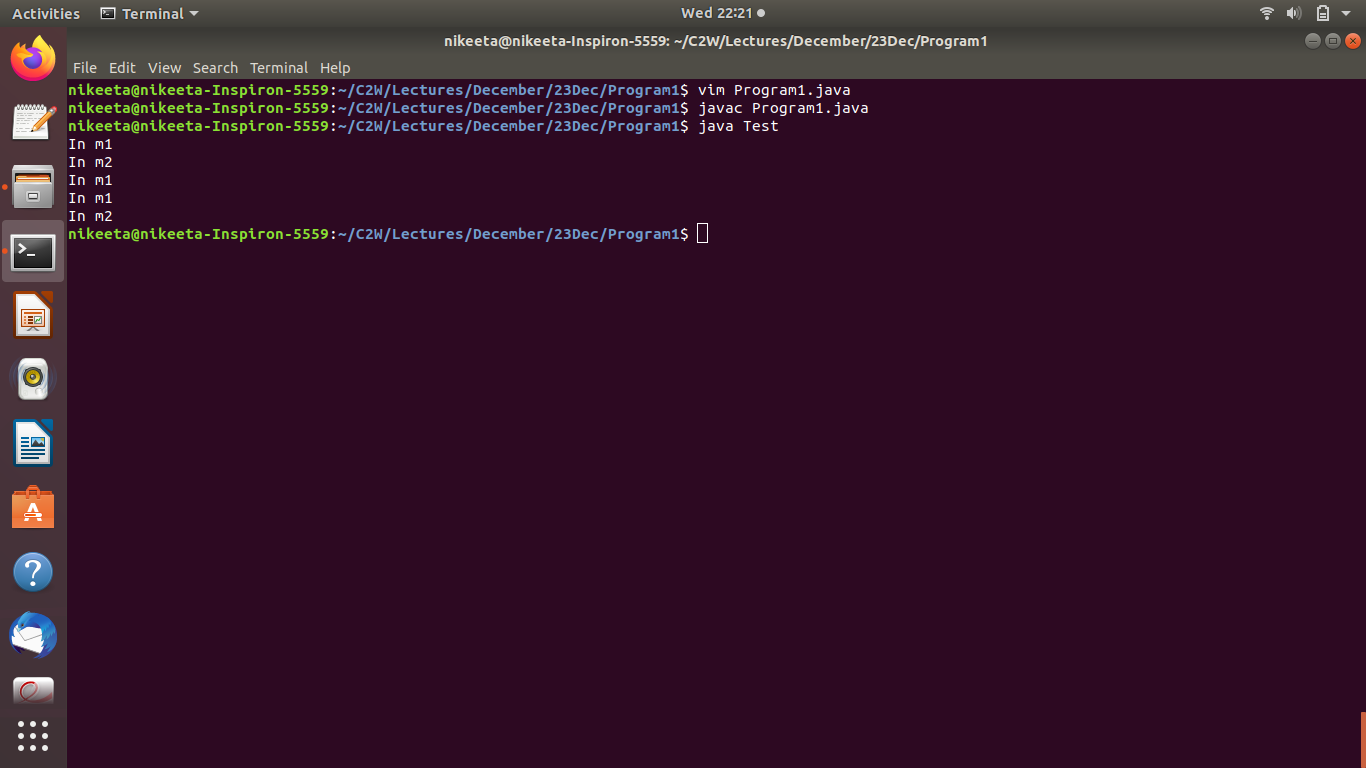 Activities Terminal Wed 22:21
nikeeta@nikeeta-Inspiron-5559: ~/C2W/Lectures/December/23Dec/Program1
File Edit View Search Terminal Help
nikeeta@nikeeta-Inspiron-5559:~/C2W/Lectures/December/23Dec/Program1$ vim Program1.java
nikeeta@nikeeta-Inspiron-5559:~/C2W/Lectures/December/23Dec/Program1$ javac Program1.java
nikeeta@nikeeta-Inspiron-5559:~/C2W/Lectures/December/23Dec/Program1$ java Test
In m1
In m2
In m1
In m1
In m2
nikeeta@nikeeta-Inspiron-5559:~/C2W/Lectures/December/23Dec/Program1$